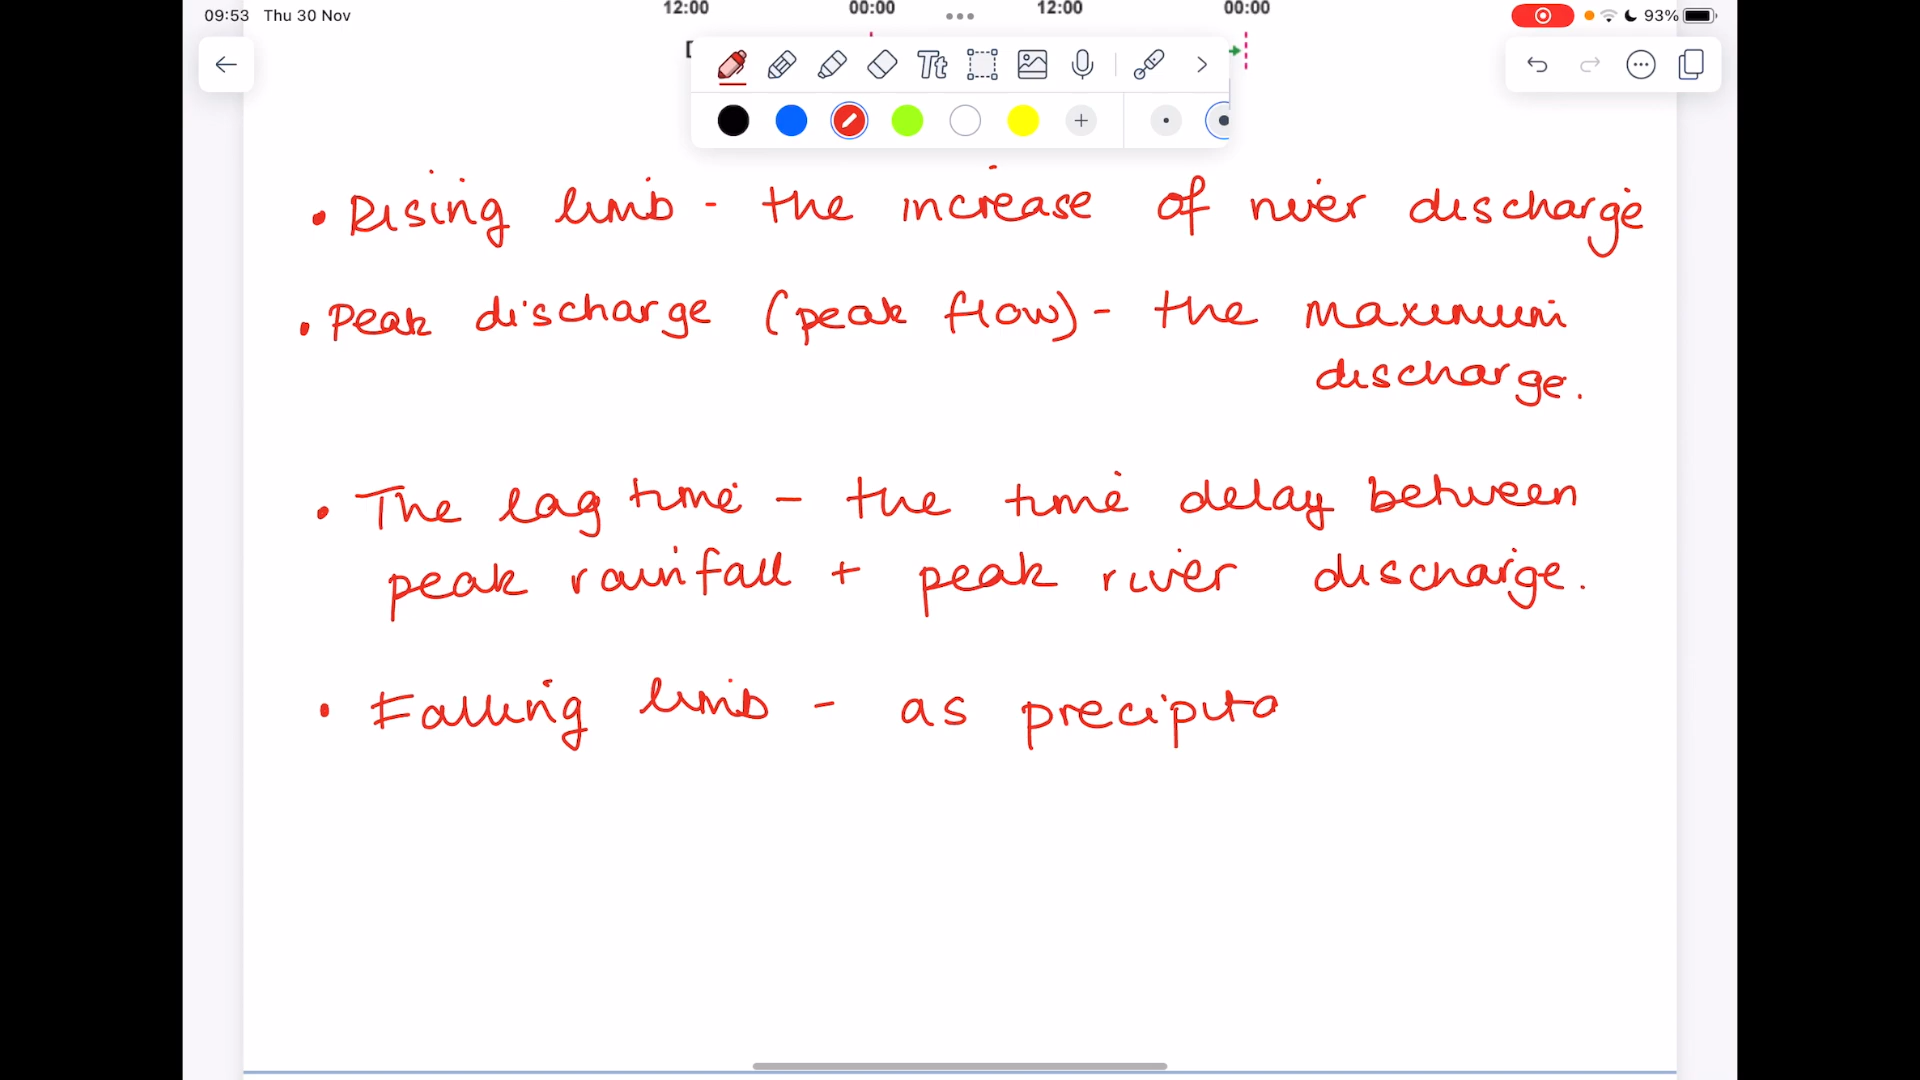 09:53 Thu 30 Nov
12:00 00:00 12:00 00:00
93%
Tt
• Rising limb - the increase of river discharge
• Peak discharge (peak flow) - the maximum
discharge.
• The lag time - the time delay between
peak rainfall + peak river discharge.
• Falling limb - as precipita